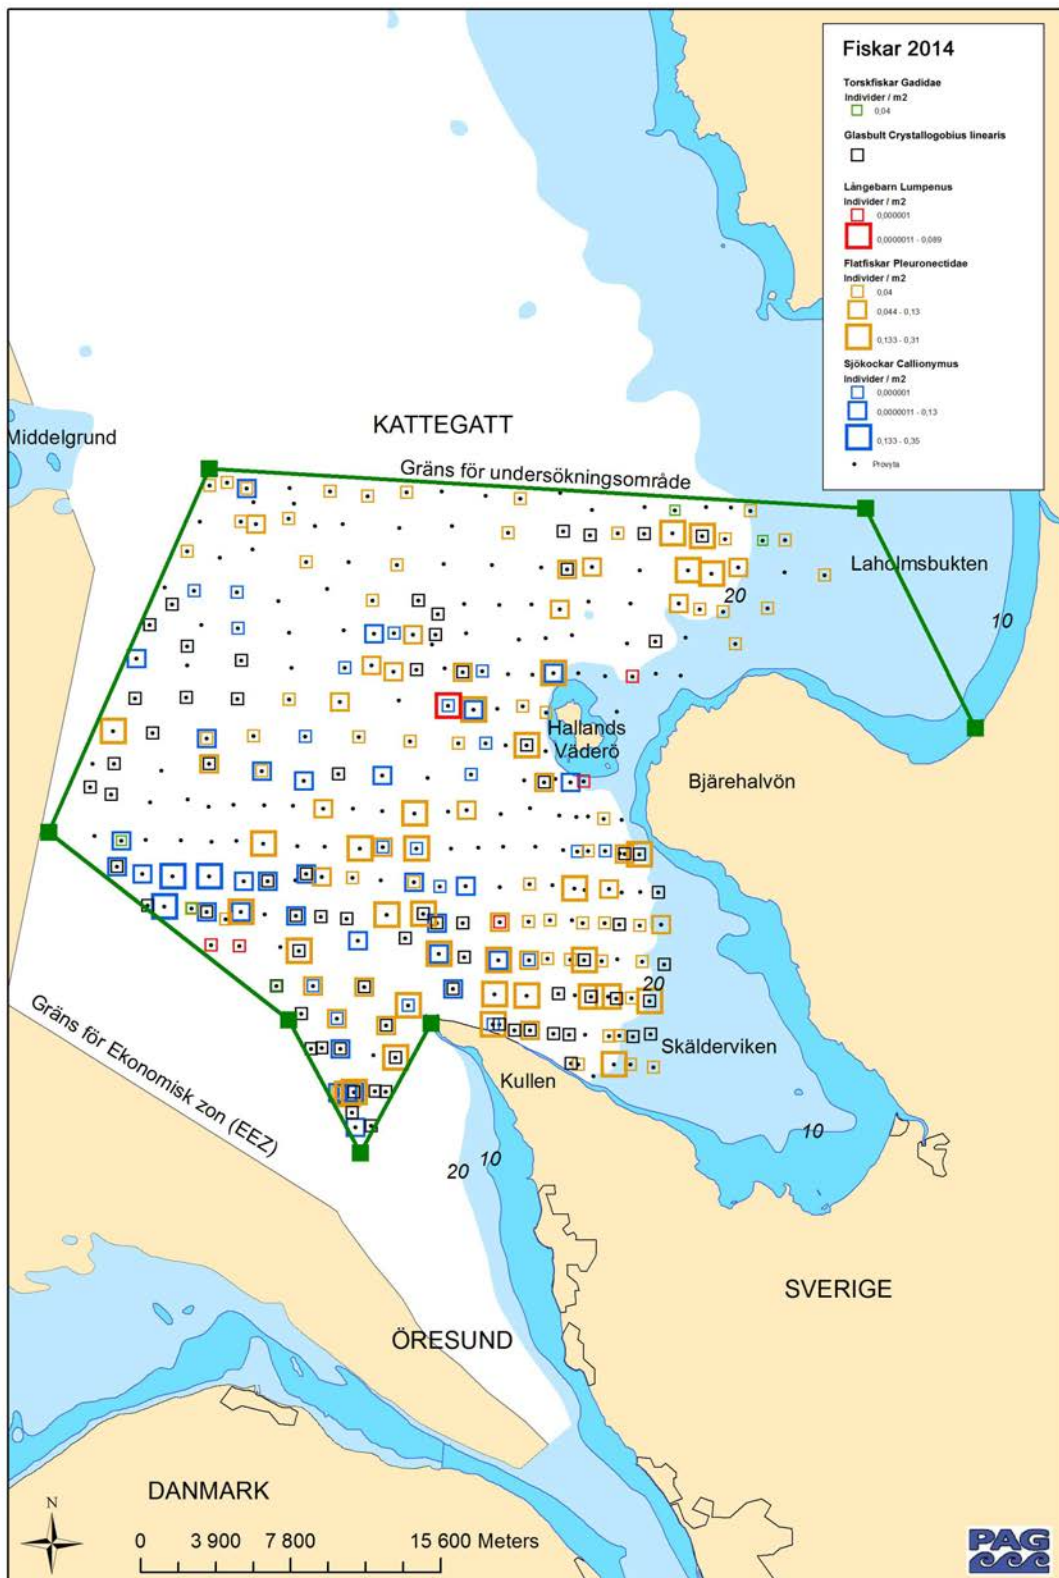 Fiskar 2014
Torskfiskar Gadidae
Individer / m2
0,04
Glasbult Crystallogobius linearis
Långebarn Lumpenus
Individer / m2
0,000001
0,0000011 - 0,089
Flatfiskar Pleuronectidae
Individer / m2
0,04
0,044 - 0,13
0,133 - 0,31
Sjökockar Callionymus
Individer / m2
0,000001
0,0000011 - 0,13
0,133 - 0,35
Provyta
KATTEGATT
Middelgrund
Gräns för undersökningsområde
Laholmsbukten
20
10
Hallands
Väderö
Bjärehalvön
20
Gräns för Ekonomisk zon (EEZ)
Skälderviken
Kullen
10
20
10
SVERIGE
ÖRESUND
DANMARK
N
0 3 900 7 800 15 600 Meters
PAG